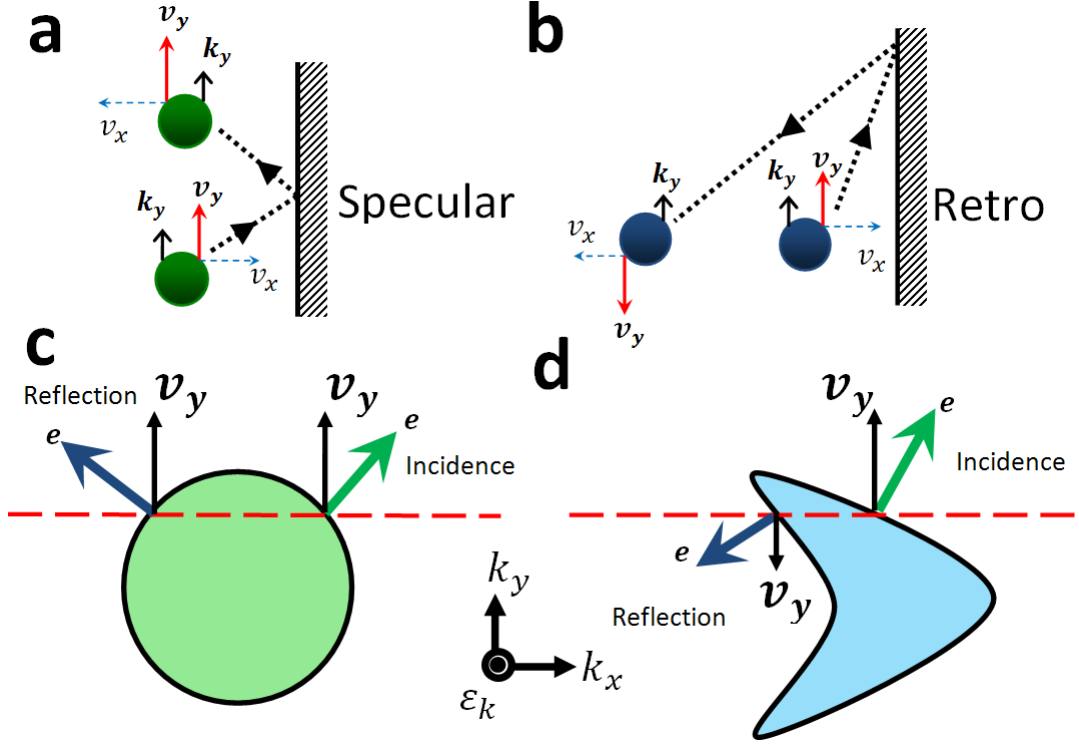 a
v_y
k_y
v_x
k_y
v_y
v_x
Specular
b
k_y
v_x
v_y
k_y
v_y
v_x
Retro
c
Reflection
e
v_y
v_y
e
Incidence
d
v_y
e
Incidence
e
v_y
Reflection
k_y
k_x
ε_k